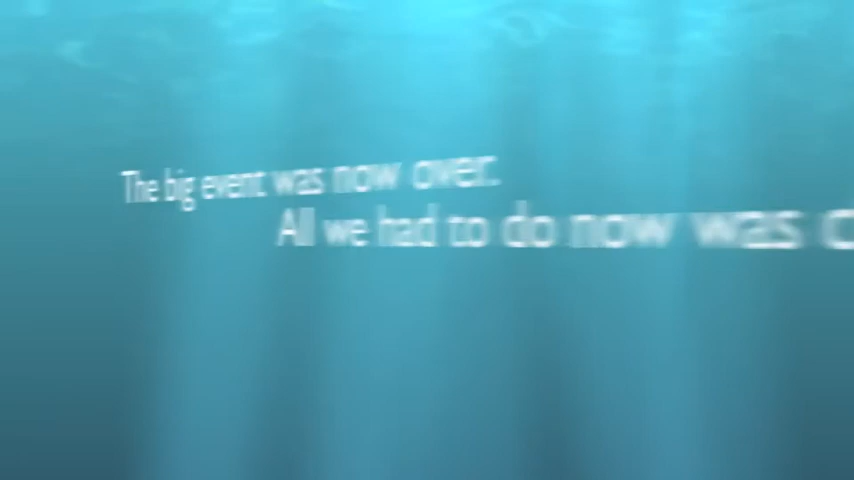 The big event was now over.
All we had to do now was